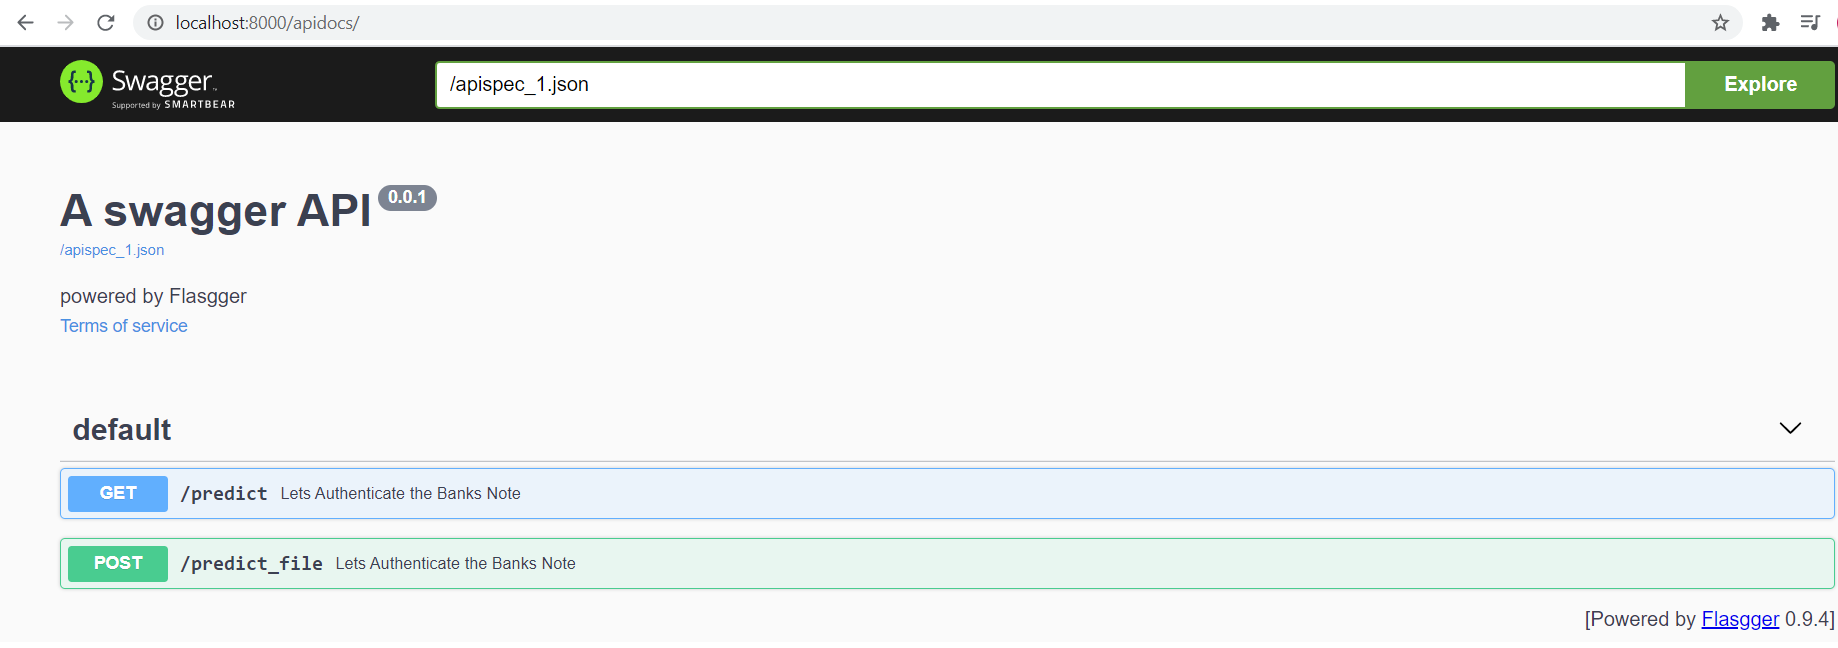 localhost:8000/apidocs/
{···} Swagger™
Supported by SMARTBEAR
/apispec_1.json
Explore
A swagger API 0.0.1
/apispec_1.json
powered by Flasgger
Terms of service
default
GET /predict Lets Authenticate the Banks Note
POST /predict_file Lets Authenticate the Banks Note
[Powered by Flasgger 0.9.4]